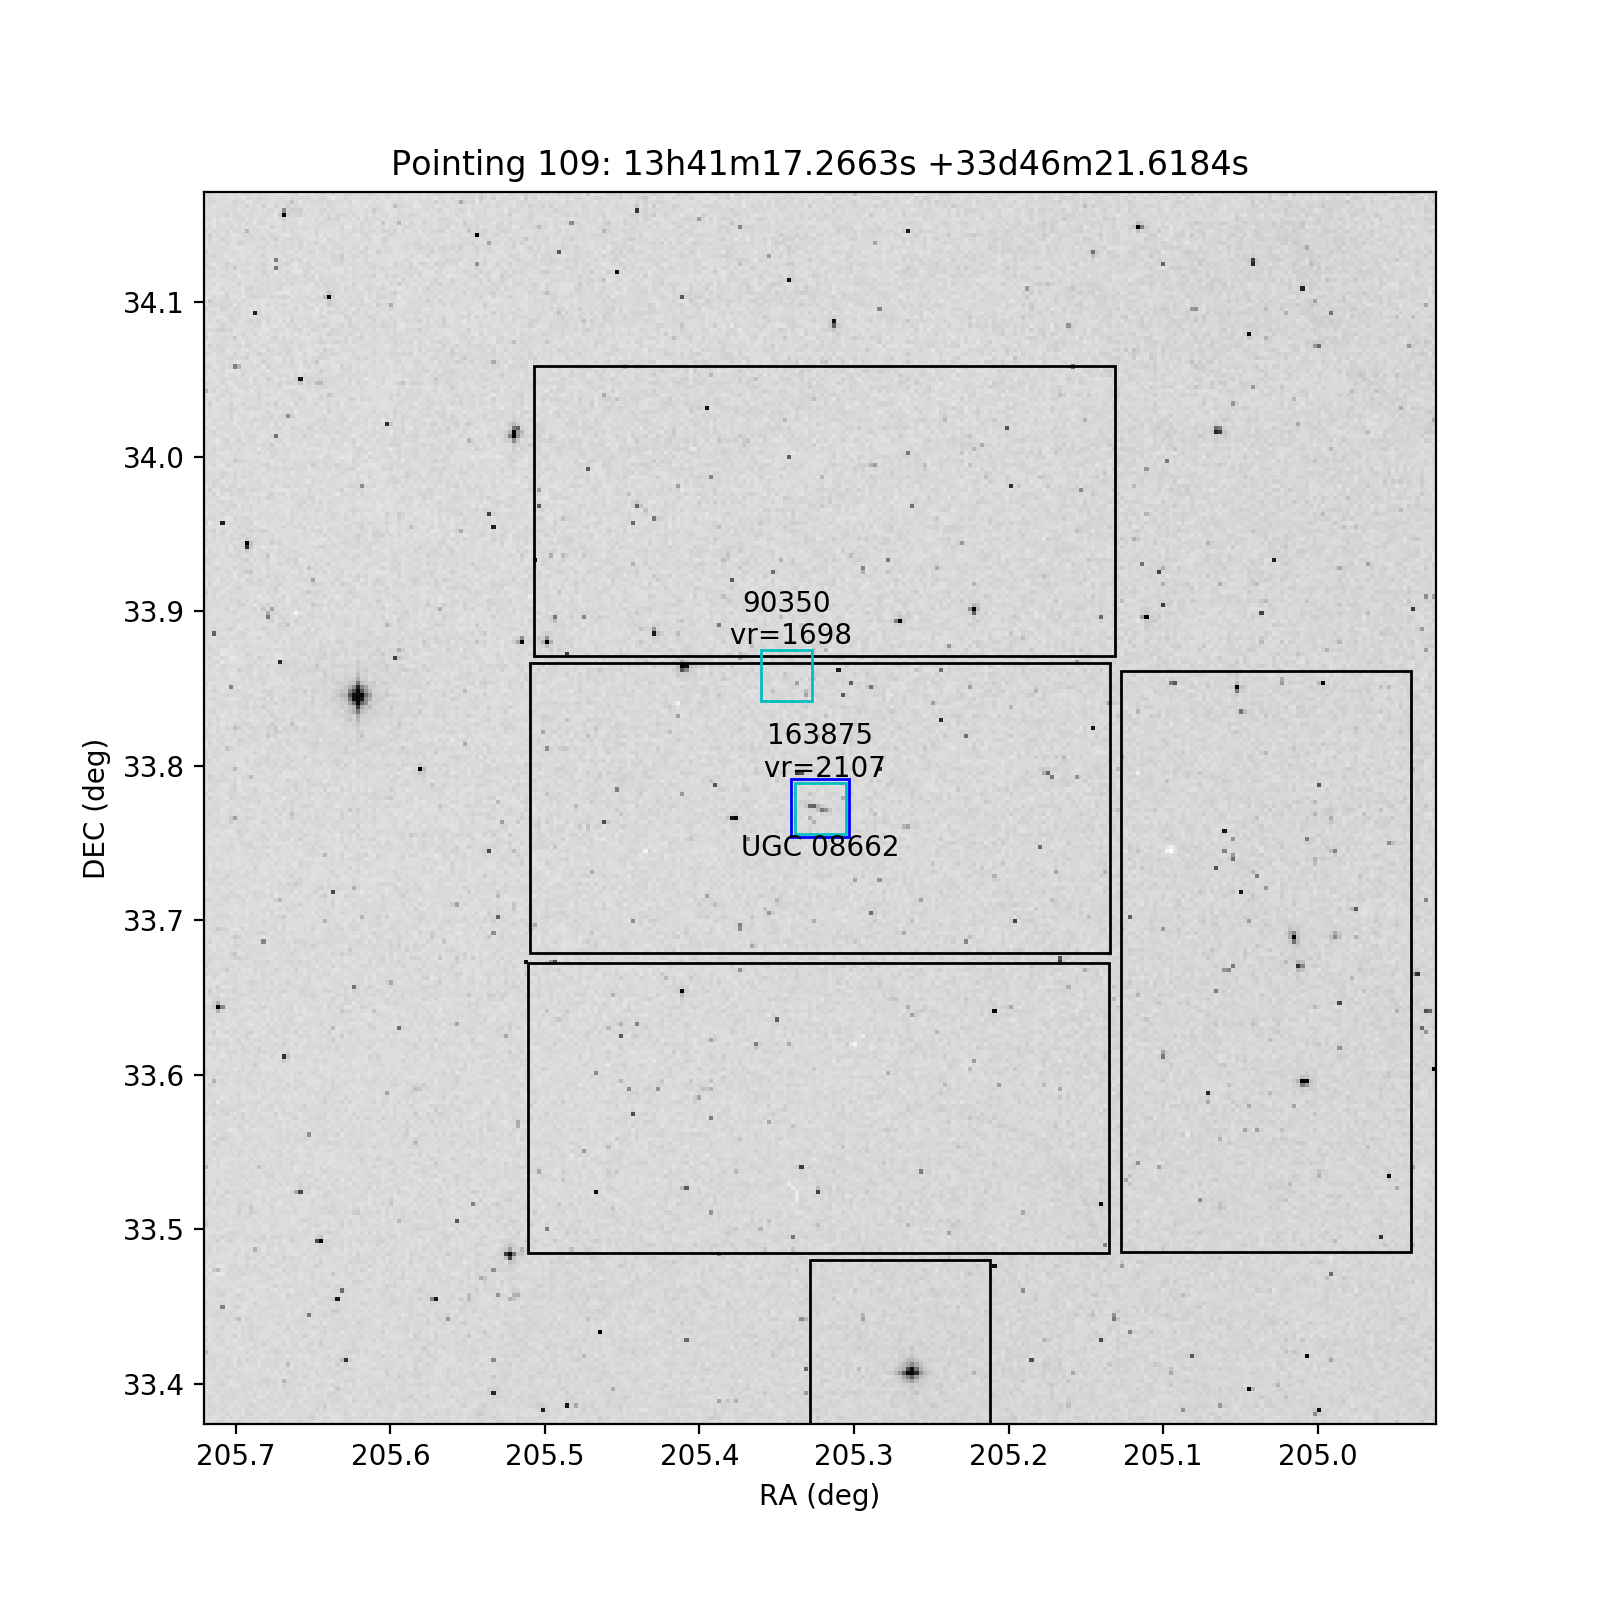 Pointing 109: 13h41m17.2663s +33d46m21.6184s
34.1
34.0
33.9
33.8
33.7
33.6
33.5
33.4
DEC (deg)
90350
vr=1698
163875
vr=2107
UGC 08662
205.7 205.6 205.5 205.4 205.3 205.2 205.1 205.0
RA (deg)